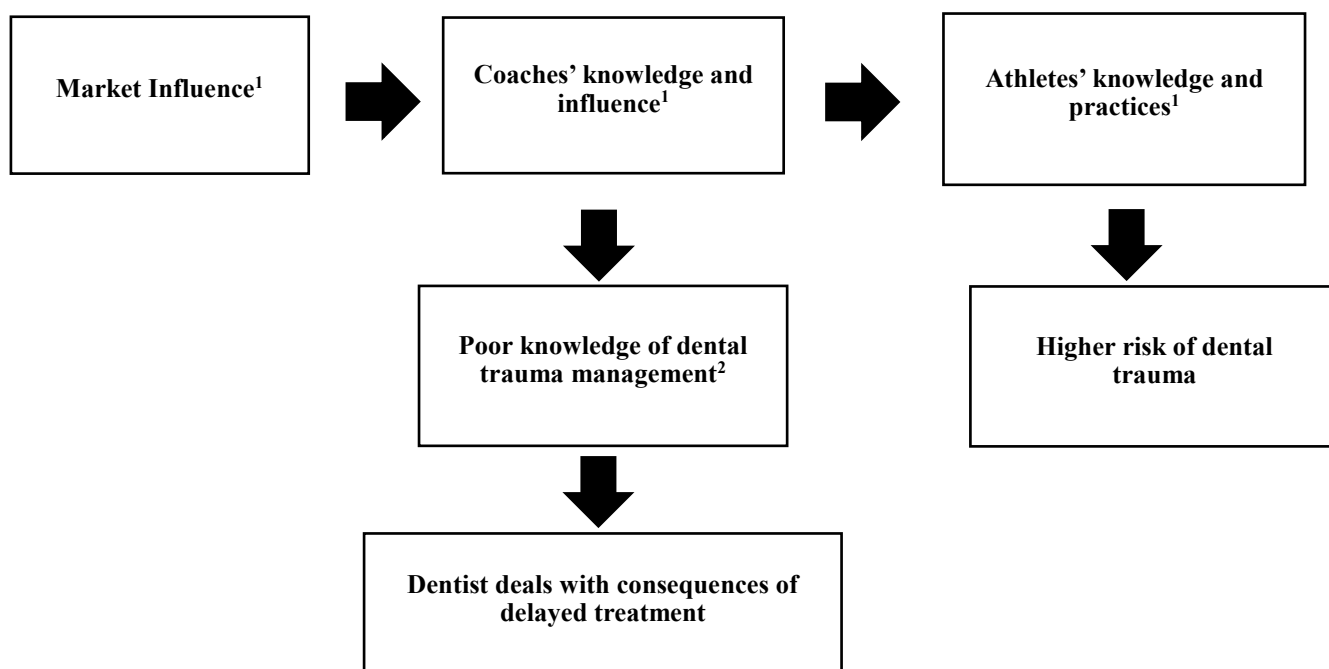 Market Influence¹
Coaches’ knowledge and
influence¹
Athletes’ knowledge and
practices¹
Poor knowledge of dental
trauma management²
Higher risk of dental
trauma
Dentist deals with consequences of
delayed treatment